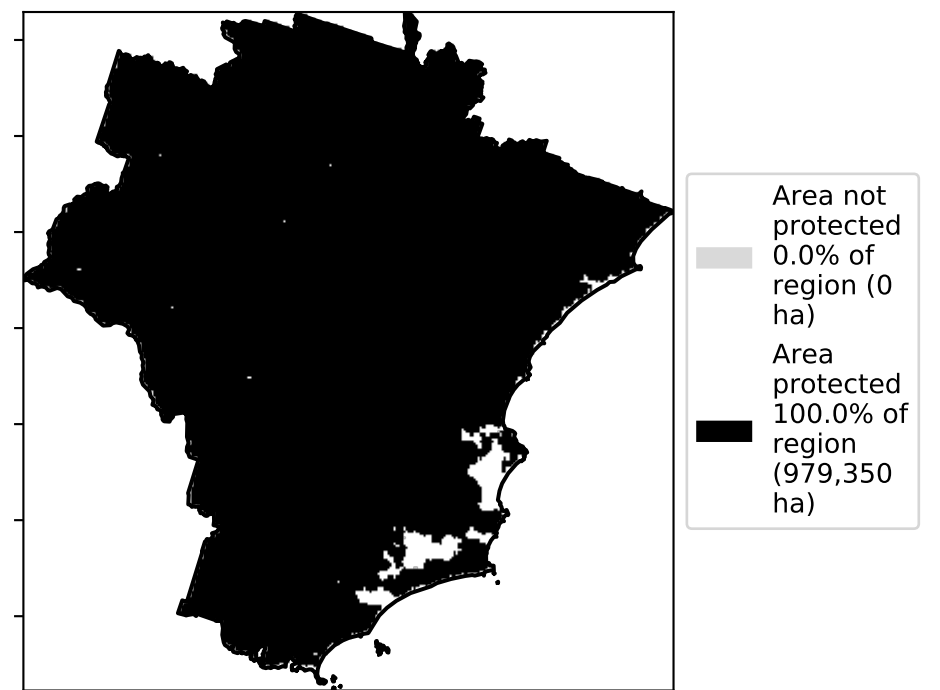 Area not
protected
0.0% of
region (0
ha)
Area
protected
100.0% of
region
(979,350
ha)